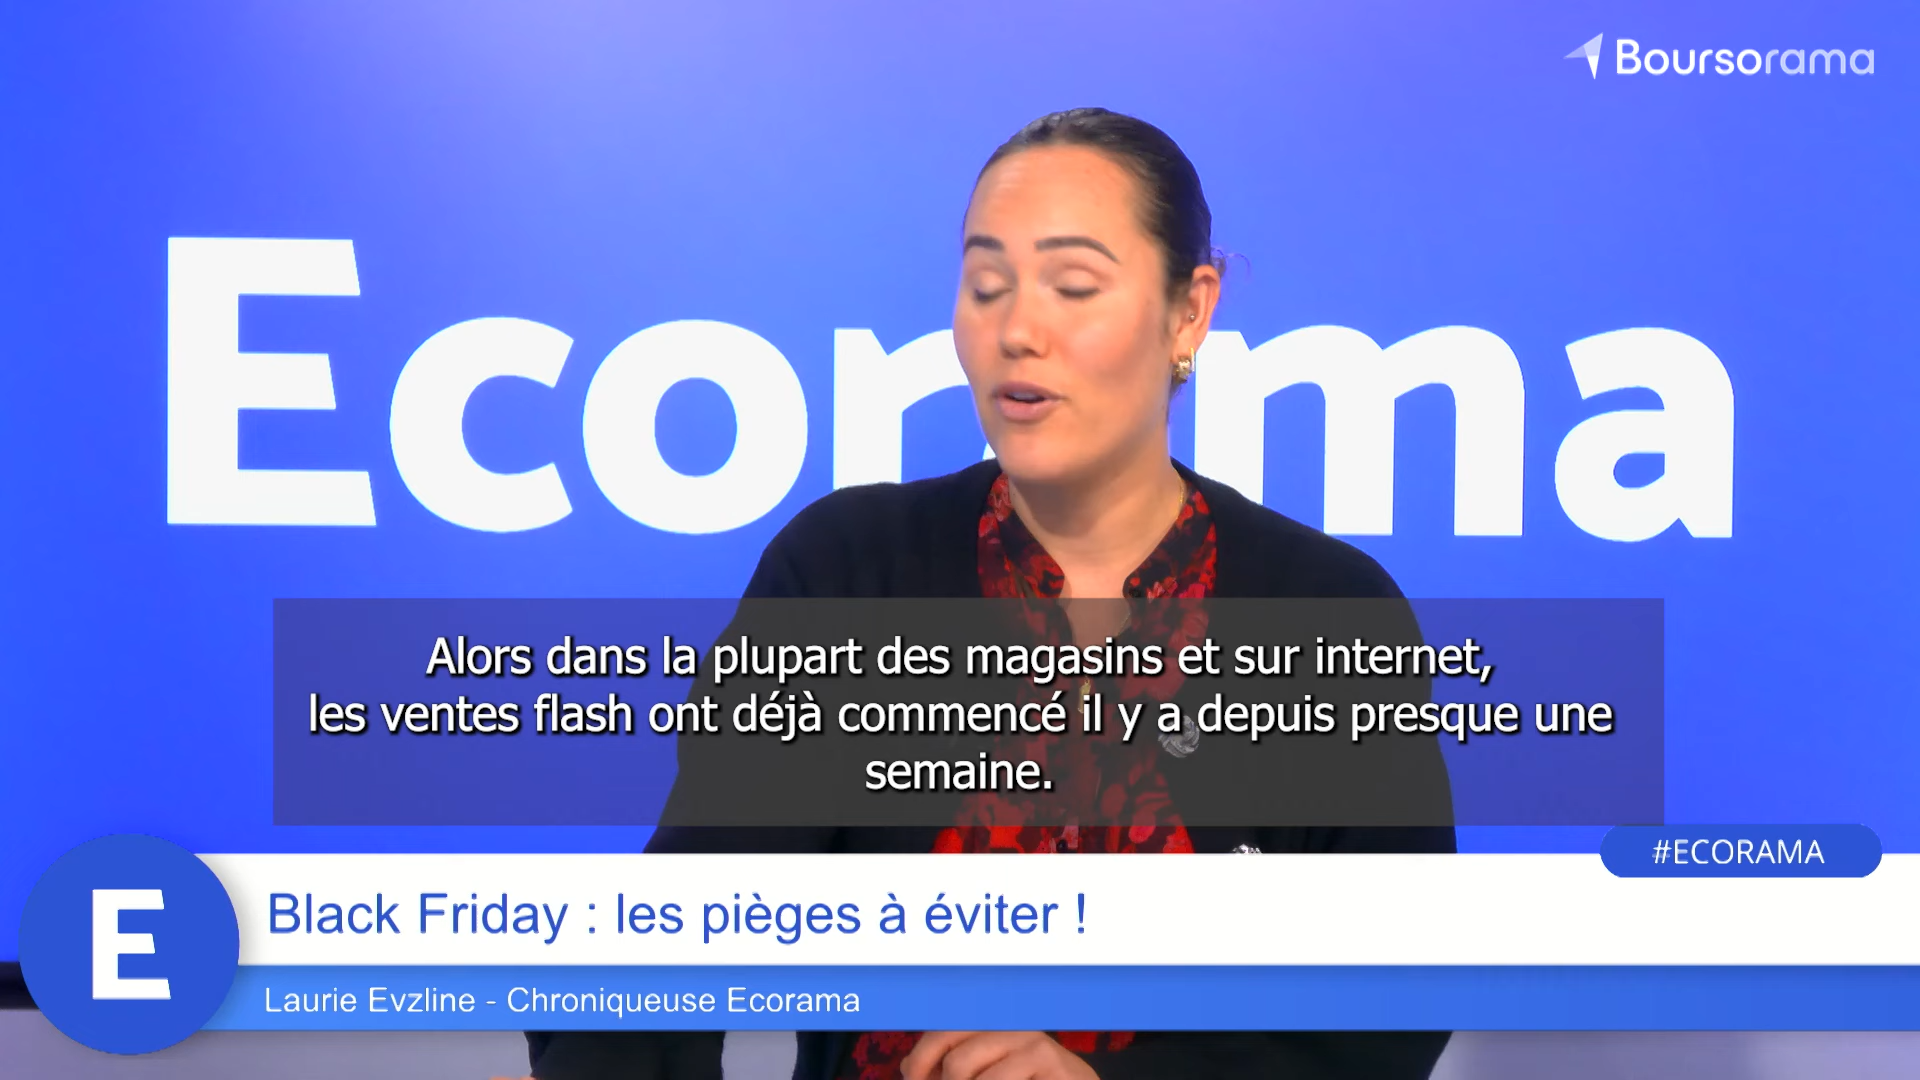 Boursorama
Ecorama
Alors dans la plupart des magasins et sur internet,
les ventes flash ont déjà commencé il y a depuis presque une
semaine.
#ECORAMA
E
Black Friday : les pièges à éviter !
Laurie Evzline - Chroniqueuse Ecorama